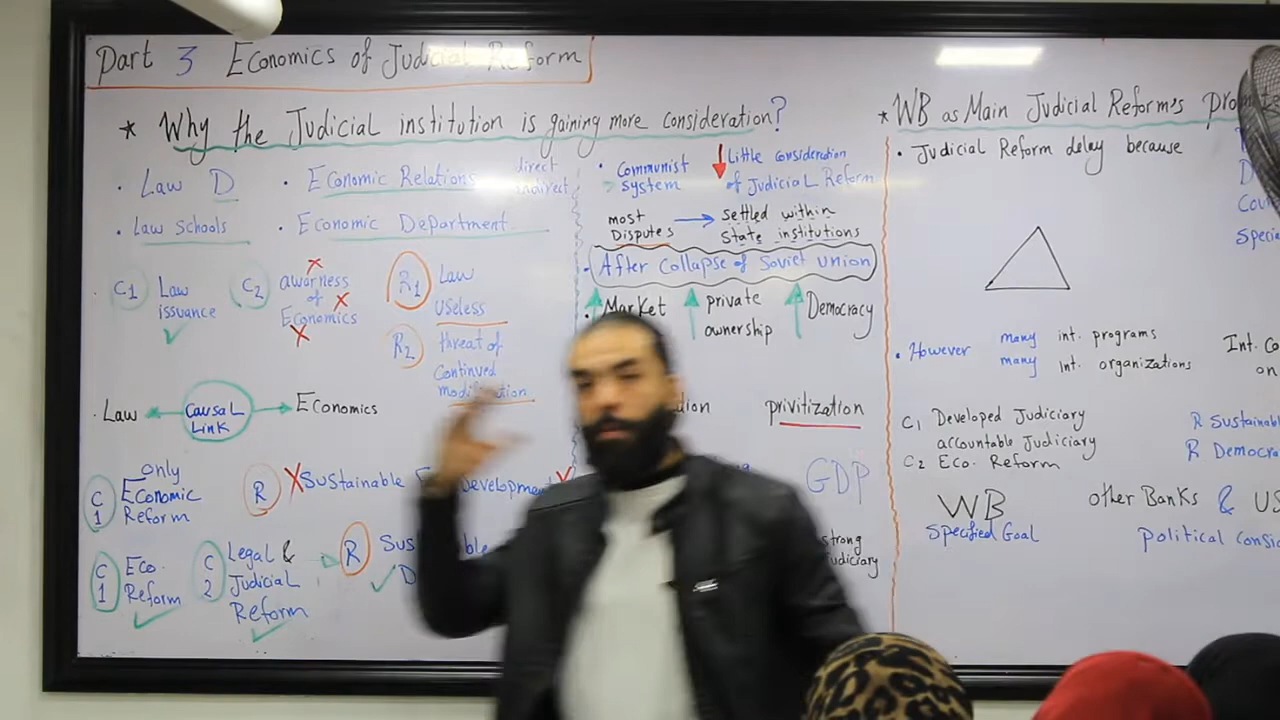 Part 3 Economics of Judicial Reform
* Why the Judicial institution is gaining more consideration?
· Law D
· Economic Relations direct
indirect
· Law Schools
· Economic Department
C1 Law
issuance
C2 awarness
of
Economics
R1 Law
Useless
R2 threat of
Continued
modification
· Law
Causal
Link
Economics
C1 only
Economic
Reform
R X Sustainable Development X
C1 Eco.
Reform
C2 Legal &
Judicial
Reform
R
· Communist
system
Little consideration
of Judicial Reform
most
Disputes
settled within
State institutions
· After Collapse of Soviet union
· Market
private
ownership
Democracy
privitization
GDP
strong
Judiciary
* WB as Main Judicial Reform's
· Judicial Reform delay because
· However
many int. programs
many int. organizations
Int.
on
C1 Developed Judiciary
accountable Judiciary
C2 Eco. Reform
R
R
WB
Specified Goal
other Banks & US
Political